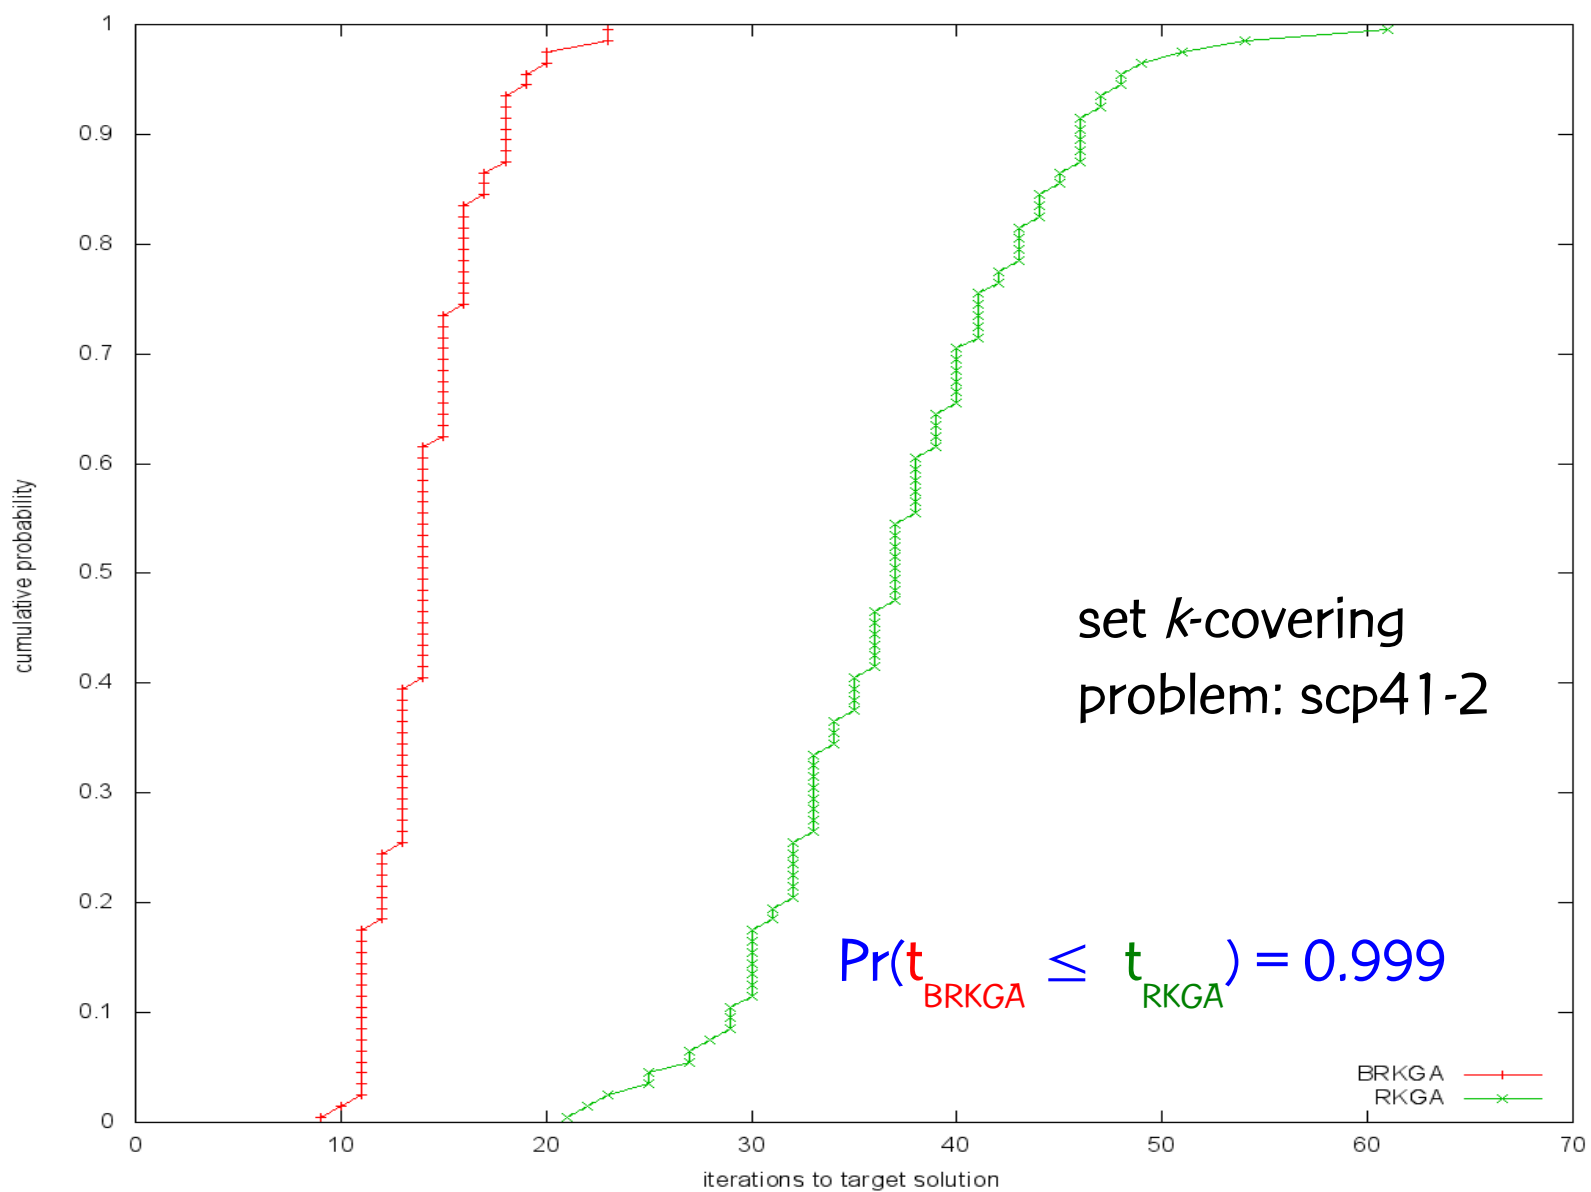 1
0.9
0.8
0.7
0.6
0.5
0.4
0.3
0.2
0.1
0
cumulative probability
set k-covering
problem: scp41-2
Pr(t BRKGA ≤ t RKGA) = 0.999
BRKGA
RKGA
0 10 20 30 40 50 60 70
iterations to target solution